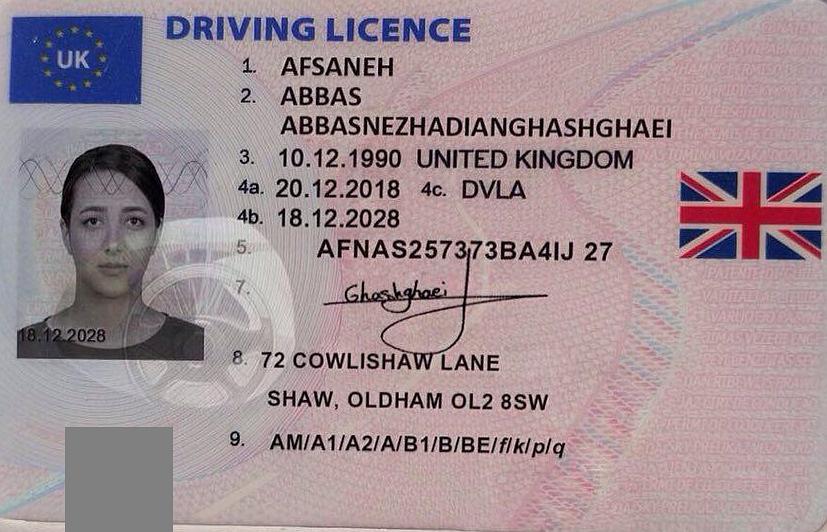 UK
DRIVING LICENCE
1. AFSANEH
2. ABBAS
ABBASNEZHADIANGHASHGHAEI
3. 10.12.1990 UNITED KINGDOM
4a. 20.12.2018 4c. DVLA
4b. 18.12.2028
5. AFNAS257373BA4IJ 27
7. Ghashghaei
18.12.2028
8. 72 COWLISHAW LANE
SHAW, OLDHAM OL2 8SW
9. AM/A1/A2/A/B1/B/BE/f/k/p/q